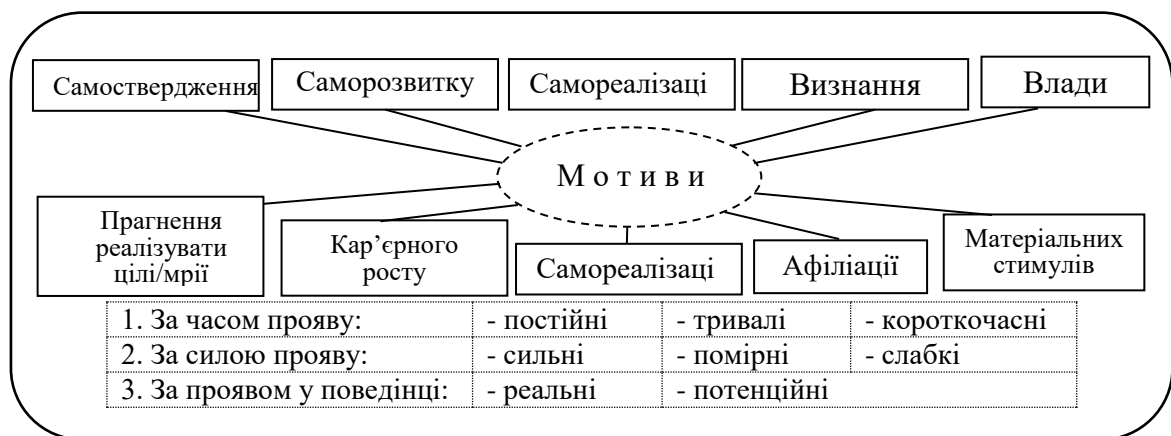 Самоствердження
Саморозвитку
Самореалізаці
Визнання
Влади
М о т и в и
Прагнення
реалізувати
цілі/мрії
Кар’єрного
росту
Самореалізаці
Афіліації
Матеріальних
стимулів
1. За часом прояву: - постійні - тривалі - короткочасні
2. За силою прояву: - сильні - помірні - слабкі
3. За проявом у поведінці: - реальні - потенційні